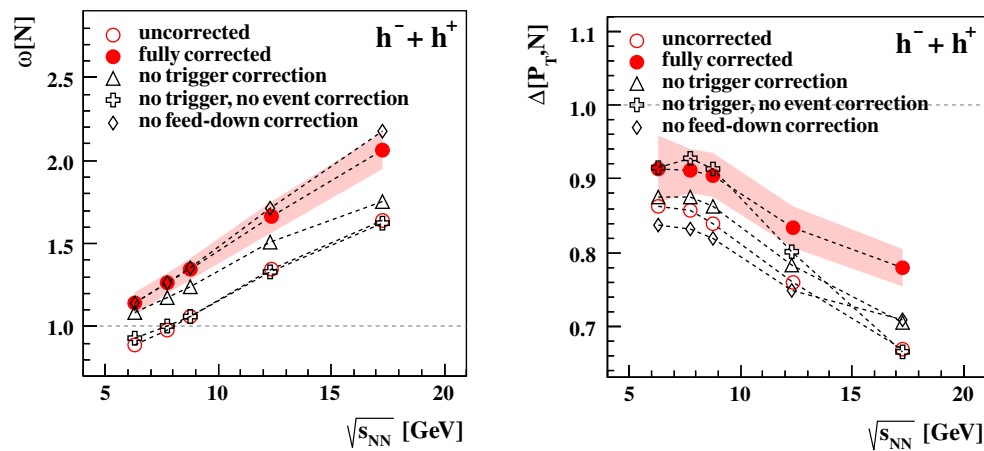 ω[N]
h⁻ + h⁺
uncorrected
fully corrected
no trigger correction
no trigger, no event correction
no feed-down correction
2.5
2.0
1.5
1.0
5 10 15 20
√s_NN [GeV]
Δ[P_T,N]
h⁻ + h⁺
uncorrected
fully corrected
no trigger correction
no trigger, no event correction
no feed-down correction
1.1
1.0
0.9
0.8
0.7
5 10 15 20
√s_NN [GeV]